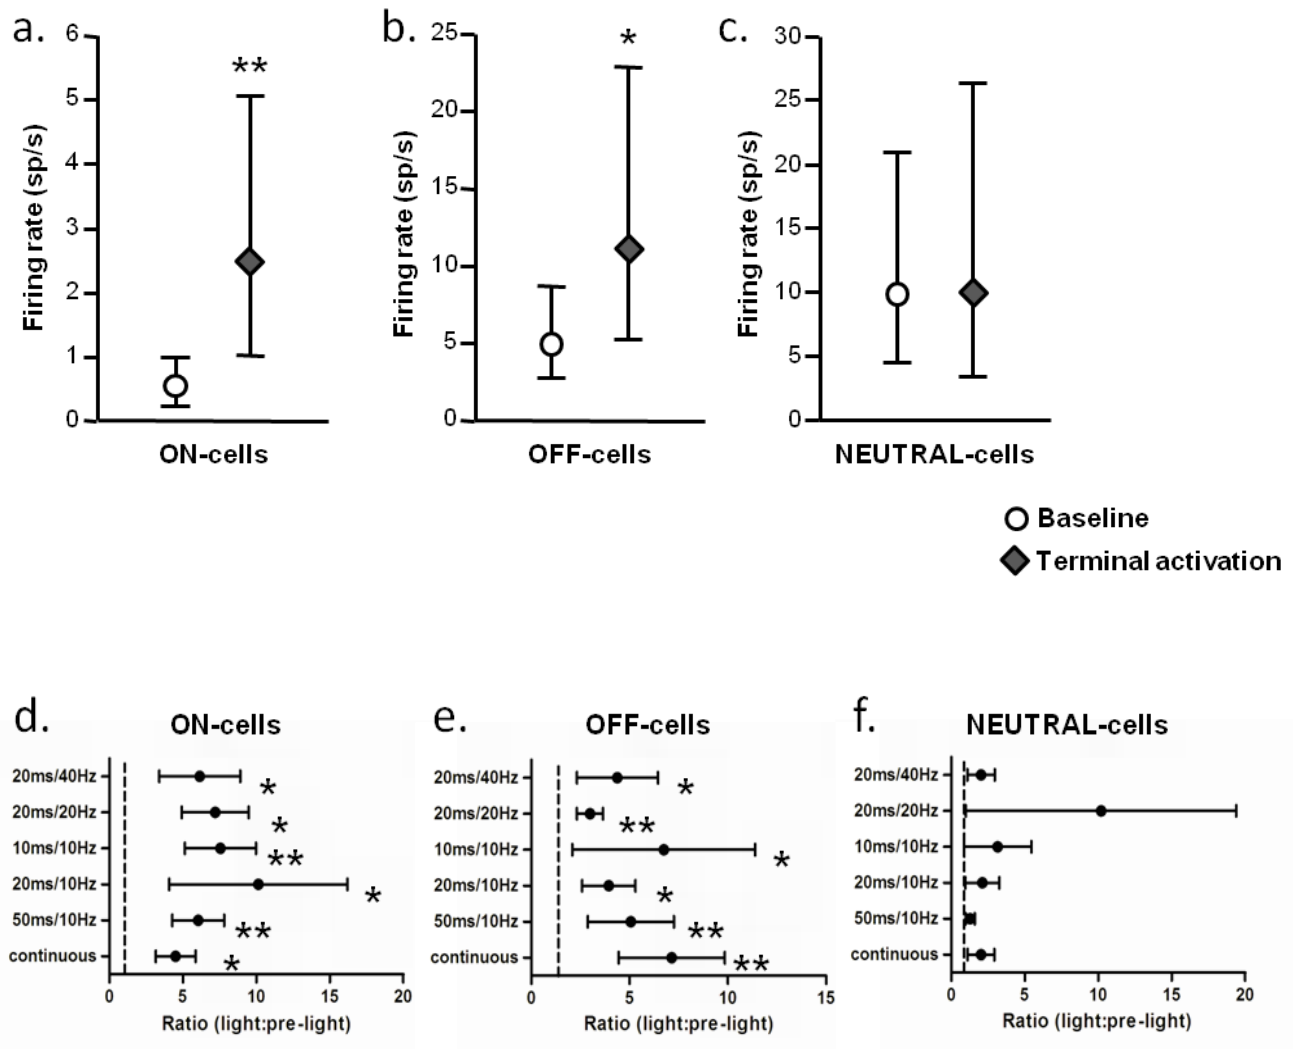 a.
6
5
4
3
2
1
0
Firing rate (sp/s)
**
ON-cells
b.
25
20
15
10
5
0
Firing rate (sp/s)
*
OFF-cells
c.
30
25
20
15
10
5
0
Firing rate (sp/s)
NEUTRAL-cells
Baseline
Terminal activation
d.
ON-cells
20ms/40Hz
*
20ms/20Hz
*
10ms/10Hz
**
20ms/10Hz
*
50ms/10Hz
**
continuous
*
0 5 10 15 20
Ratio (light:pre-light)
e.
OFF-cells
20ms/40Hz
*
20ms/20Hz
**
10ms/10Hz
*
20ms/10Hz
*
50ms/10Hz
**
continuous
**
0 5 10 15
Ratio (light:pre-light)
f.
NEUTRAL-cells
20ms/40Hz
20ms/20Hz
10ms/10Hz
20ms/10Hz
50ms/10Hz
continuous
0 5 10 15 20
Ratio (light:pre-light)